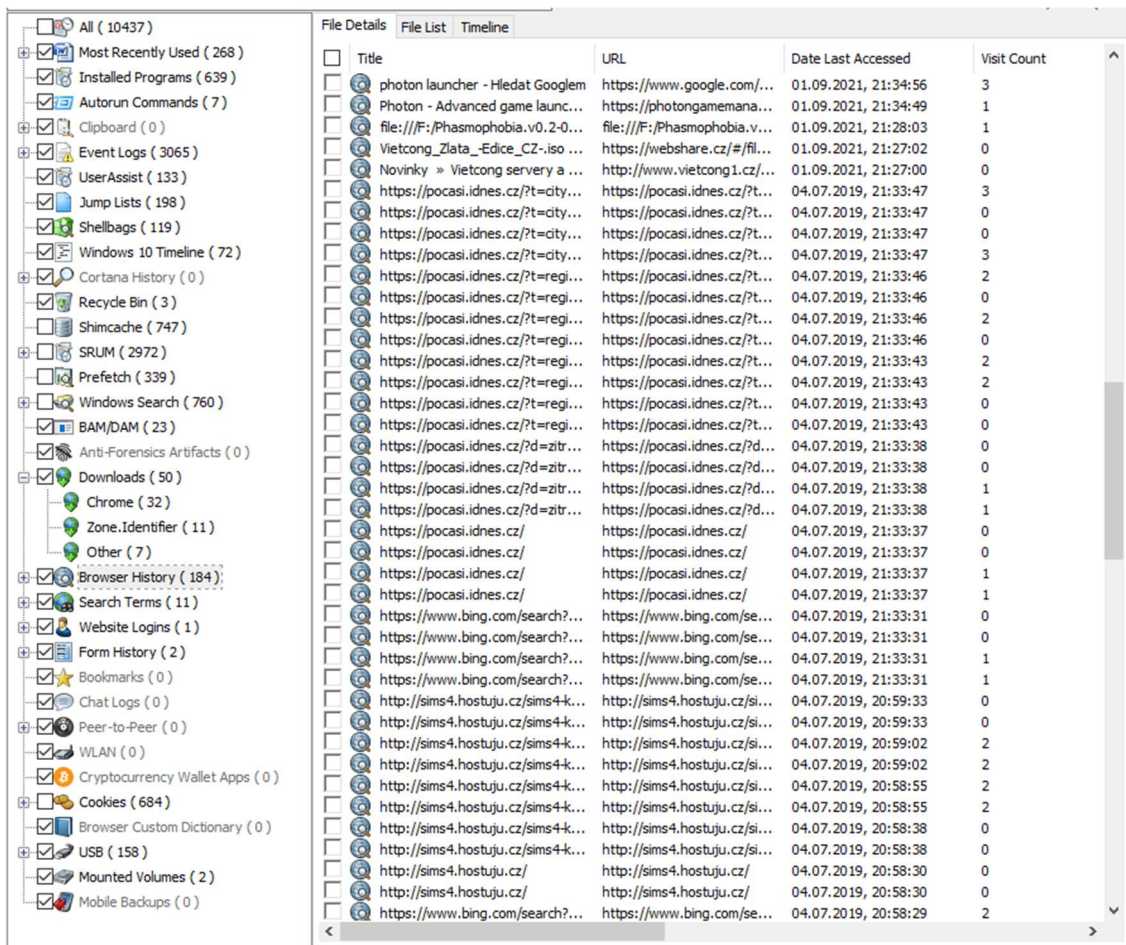 All ( 10437 )
Most Recently Used ( 268 )
Installed Programs ( 639 )
Autorun Commands ( 7 )
Clipboard ( 0 )
Event Logs ( 3065 )
UserAssist ( 133 )
Jump Lists ( 198 )
Shellbags ( 119 )
Windows 10 Timeline ( 72 )
Cortana History ( 0 )
Recycle Bin ( 3 )
Shimcache ( 747 )
SRUM ( 2972 )
Prefetch ( 339 )
Windows Search ( 760 )
BAM/DAM ( 23 )
Anti-Forensics Artifacts ( 0 )
Downloads ( 50 )
Chrome ( 32 )
Zone.Identifier ( 11 )
Other ( 7 )
Browser History ( 184 )
Search Terms ( 11 )
Website Logins ( 1 )
Form History ( 2 )
Bookmarks ( 0 )
Chat Logs ( 0 )
Peer-to-Peer ( 0 )
WLAN ( 0 )
Cryptocurrency Wallet Apps ( 0 )
Cookies ( 684 )
Browser Custom Dictionary ( 0 )
USB ( 158 )
Mounted Volumes ( 2 )
Mobile Backups ( 0 )
File Details File List Timeline
Title URL Date Last Accessed Visit Count
photon launcher - Hledat Googlem https://www.google.com/... 01.09.2021, 21:34:56 3
Photon - Advanced game launc... https://photongamemana... 01.09.2021, 21:34:49 1
file:///F:/Phasmophobia.v0.2-0... file:///F:/Phasmophobia.v... 01.09.2021, 21:28:03 1
Vietcong_Zlata_-Edice_CZ-.iso ... https://webshare.cz/#/fil... 01.09.2021, 21:27:02 0
Novinky » Vietcong servery a ... http://www.vietcong1.cz/... 01.09.2021, 21:27:00 0
https://pocasi.idnes.cz/?t=city... https://pocasi.idnes.cz/?t... 04.07.2019, 21:33:47 3
https://pocasi.idnes.cz/?t=city... https://pocasi.idnes.cz/?t... 04.07.2019, 21:33:47 0
https://pocasi.idnes.cz/?t=city... https://pocasi.idnes.cz/?t... 04.07.2019, 21:33:47 0
https://pocasi.idnes.cz/?t=city... https://pocasi.idnes.cz/?t... 04.07.2019, 21:33:47 3
https://pocasi.idnes.cz/?t=regi... https://pocasi.idnes.cz/?t... 04.07.2019, 21:33:46 2
https://pocasi.idnes.cz/?t=regi... https://pocasi.idnes.cz/?t... 04.07.2019, 21:33:46 0
https://pocasi.idnes.cz/?t=regi... https://pocasi.idnes.cz/?t... 04.07.2019, 21:33:46 2
https://pocasi.idnes.cz/?t=regi... https://pocasi.idnes.cz/?t... 04.07.2019, 21:33:46 0
https://pocasi.idnes.cz/?t=regi... https://pocasi.idnes.cz/?t... 04.07.2019, 21:33:43 2
https://pocasi.idnes.cz/?t=regi... https://pocasi.idnes.cz/?t... 04.07.2019, 21:33:43 2
https://pocasi.idnes.cz/?t=regi... https://pocasi.idnes.cz/?t... 04.07.2019, 21:33:43 0
https://pocasi.idnes.cz/?t=regi... https://pocasi.idnes.cz/?t... 04.07.2019, 21:33:43 0
https://pocasi.idnes.cz/?d=zitr... https://pocasi.idnes.cz/?d... 04.07.2019, 21:33:38 0
https://pocasi.idnes.cz/?d=zitr... https://pocasi.idnes.cz/?d... 04.07.2019, 21:33:38 0
https://pocasi.idnes.cz/?d=zitr... https://pocasi.idnes.cz/?d... 04.07.2019, 21:33:38 1
https://pocasi.idnes.cz/?d=zitr... https://pocasi.idnes.cz/?d... 04.07.2019, 21:33:38 1
https://pocasi.idnes.cz/ https://pocasi.idnes.cz/ 04.07.2019, 21:33:37 0
https://pocasi.idnes.cz/ https://pocasi.idnes.cz/ 04.07.2019, 21:33:37 0
https://pocasi.idnes.cz/ https://pocasi.idnes.cz/ 04.07.2019, 21:33:37 1
https://pocasi.idnes.cz/ https://pocasi.idnes.cz/ 04.07.2019, 21:33:37 1
https://www.bing.com/search?... https://www.bing.com/se... 04.07.2019, 21:33:31 0
https://www.bing.com/search?... https://www.bing.com/se... 04.07.2019, 21:33:31 0
https://www.bing.com/search?... https://www.bing.com/se... 04.07.2019, 21:33:31 1
https://www.bing.com/search?... https://www.bing.com/se... 04.07.2019, 21:33:31 1
http://sims4.hostuju.cz/sims4-k... http://sims4.hostuju.cz/si... 04.07.2019, 20:59:33 0
http://sims4.hostuju.cz/sims4-k... http://sims4.hostuju.cz/si... 04.07.2019, 20:59:33 0
http://sims4.hostuju.cz/sims4-k... http://sims4.hostuju.cz/si... 04.07.2019, 20:59:02 2
http://sims4.hostuju.cz/sims4-k... http://sims4.hostuju.cz/si... 04.07.2019, 20:59:02 2
http://sims4.hostuju.cz/sims4-k... http://sims4.hostuju.cz/si... 04.07.2019, 20:58:55 2
http://sims4.hostuju.cz/sims4-k... http://sims4.hostuju.cz/si... 04.07.2019, 20:58:55 2
http://sims4.hostuju.cz/sims4-k... http://sims4.hostuju.cz/si... 04.07.2019, 20:58:38 0
http://sims4.hostuju.cz/sims4-k... http://sims4.hostuju.cz/si... 04.07.2019, 20:58:38 0
http://sims4.hostuju.cz/ http://sims4.hostuju.cz/ 04.07.2019, 20:58:30 0
http://sims4.hostuju.cz/ http://sims4.hostuju.cz/ 04.07.2019, 20:58:30 0
https://www.bing.com/search?... https://www.bing.com/se... 04.07.2019, 20:58:29 2